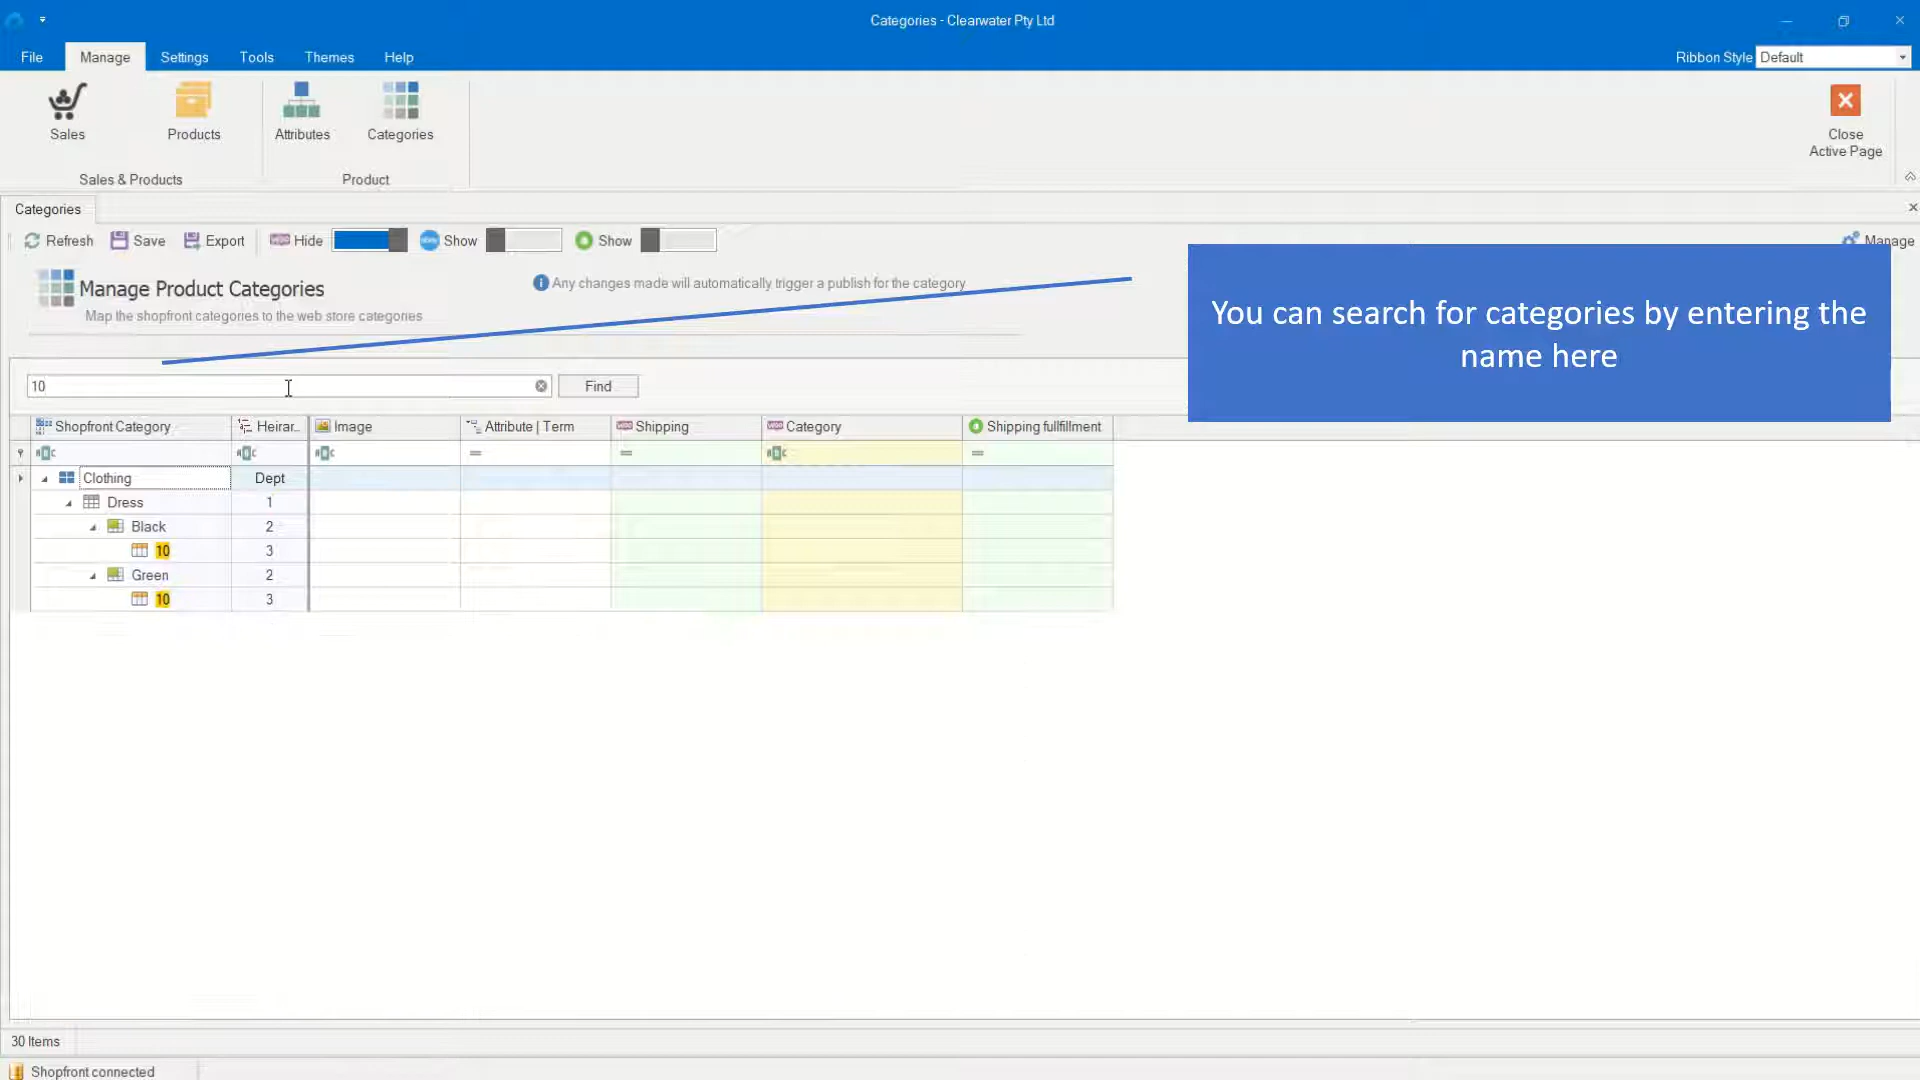 Categories - Clearwater Pty Ltd
File Manage Settings Tools Themes Help Ribbon Style Default
Sales Products Attributes Categories Close
Active Page
Sales & Products Product
Categories
Refresh Save Export Hide Show Show Manage
Manage Product Categories Any changes made will automatically trigger a publish for the category
Map the shopfront categories to the web store categories
You can search for categories by entering the
name here
10 Find
Shopfront Category Heirar... Image Attribute | Term Shipping Category Shipping fullfillment
Clothing Dept
Dress 1
Black 2
10 3
Green 2
10 3
30 Items
Shopfront connected